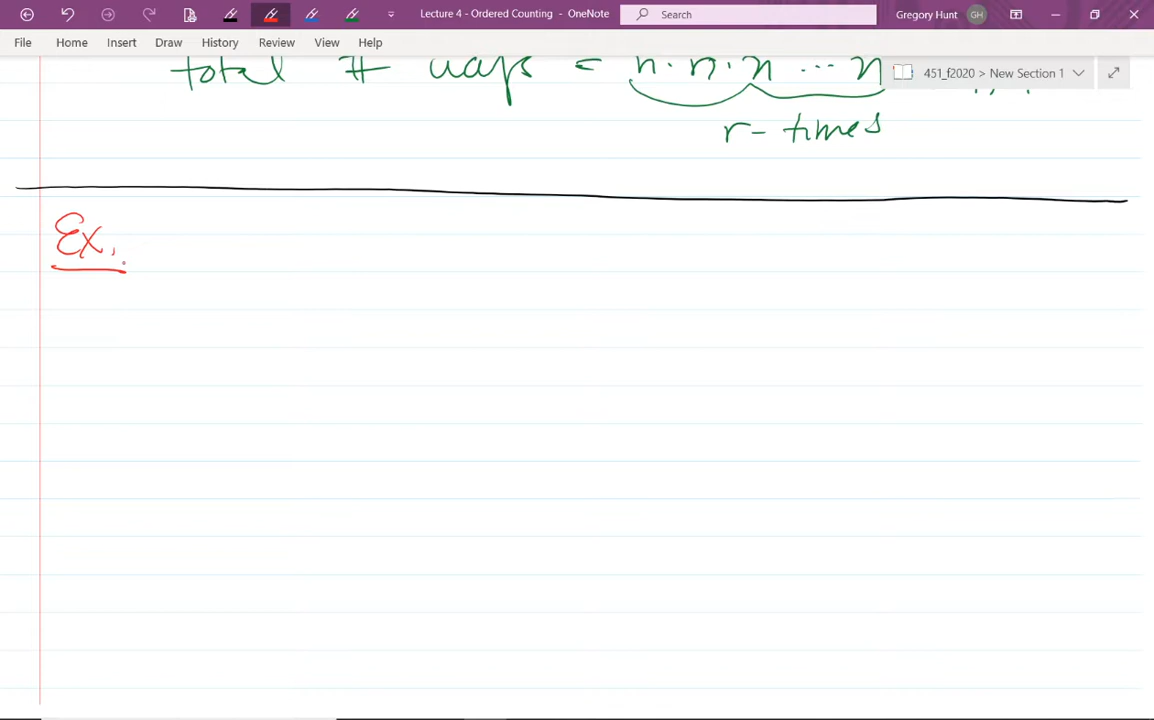 Lecture 4 - Ordered Counting - OneNote
Search
Gregory Hunt
GH
File Home Insert Draw History Review View Help
451_f2020 > New Section 1
total # ways = n · n · n ··· n
r - times
Ex.